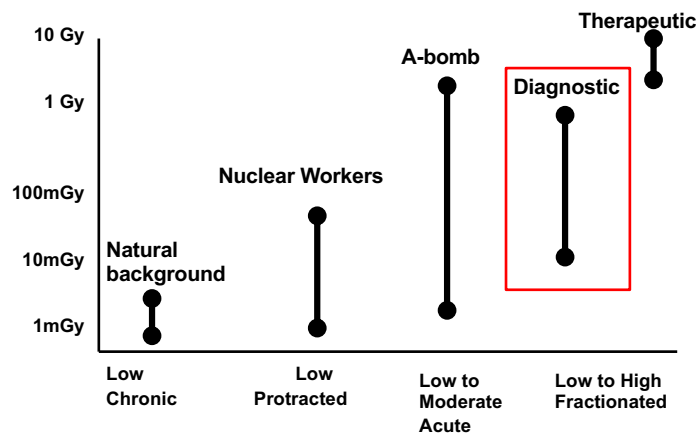 Therapeutic
10 Gy
A-bomb
Diagnostic
1 Gy
Nuclear Workers
100mGy
Natural
background
10mGy
1mGy
Low
Chronic
Low
Protracted
Low to
Moderate
Acute
Low to High
Fractionated